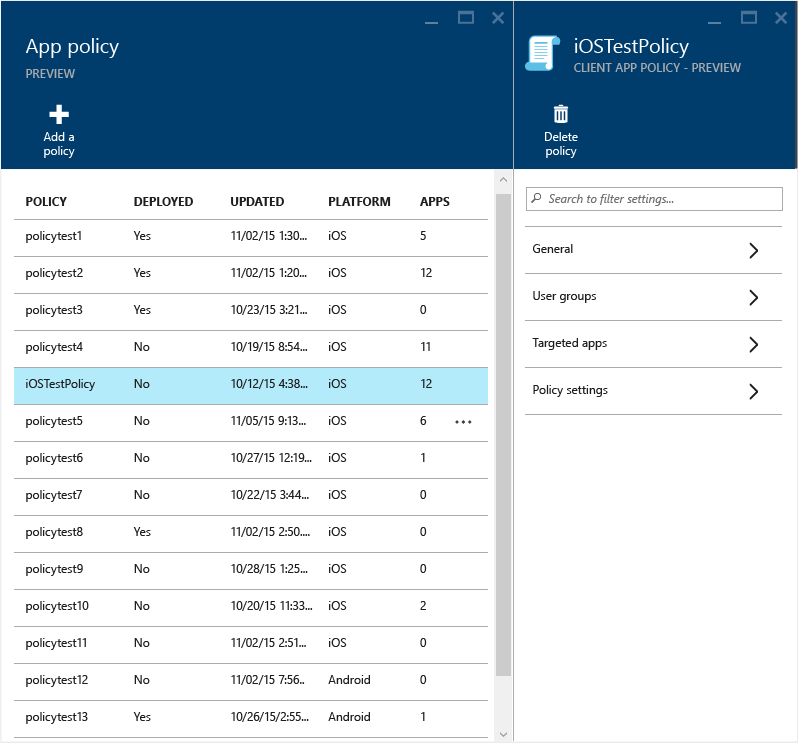 App policy
PREVIEW
Add a
policy
POLICY DEPLOYED UPDATED PLATFORM APPS
policytest1 Yes 11/02/15 1:30... iOS 5
policytest2 Yes 11/02/15 1:20... iOS 12
policytest3 Yes 10/23/15 3:21... iOS 0
policytest4 No 10/19/15 8:54... iOS 11
iOSTestPolicy No 10/12/15 4:38... iOS 12
policytest5 No 11/05/15 9:13... iOS 6 ...
policytest6 No 10/27/15 12:19... iOS 1
policytest7 No 10/22/15 3:44... iOS 0
policytest8 Yes 11/02/15 2:50.... iOS 0
policytest9 No 10/28/15 1:25... iOS 0
policytest10 No 10/20/15 11:33... iOS 2
policytest11 No 11/02/15 2:51... iOS 0
policytest12 No 11/02/15 7:56.. Android 0
policytest13 Yes 10/26/15/2:55... Android 1
iOSTestPolicy
CLIENT APP POLICY - PREVIEW
Delete
policy
Search to filter settings...
General
User groups
Targeted apps
Policy settings